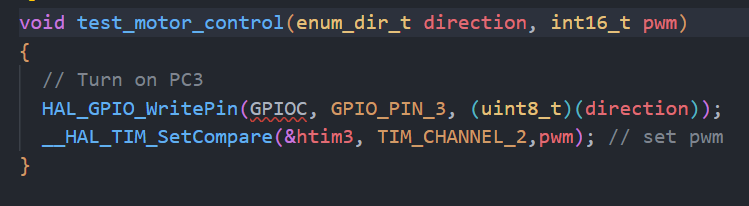 void test_motor_control(enum_dir_t direction, int16_t pwm)
{
  // Turn on PC3
  HAL_GPIO_WritePin(GPIOC, GPIO_PIN_3, (uint8_t)(direction));
  __HAL_TIM_SetCompare(&htim3, TIM_CHANNEL_2,pwm); // set pwm
}